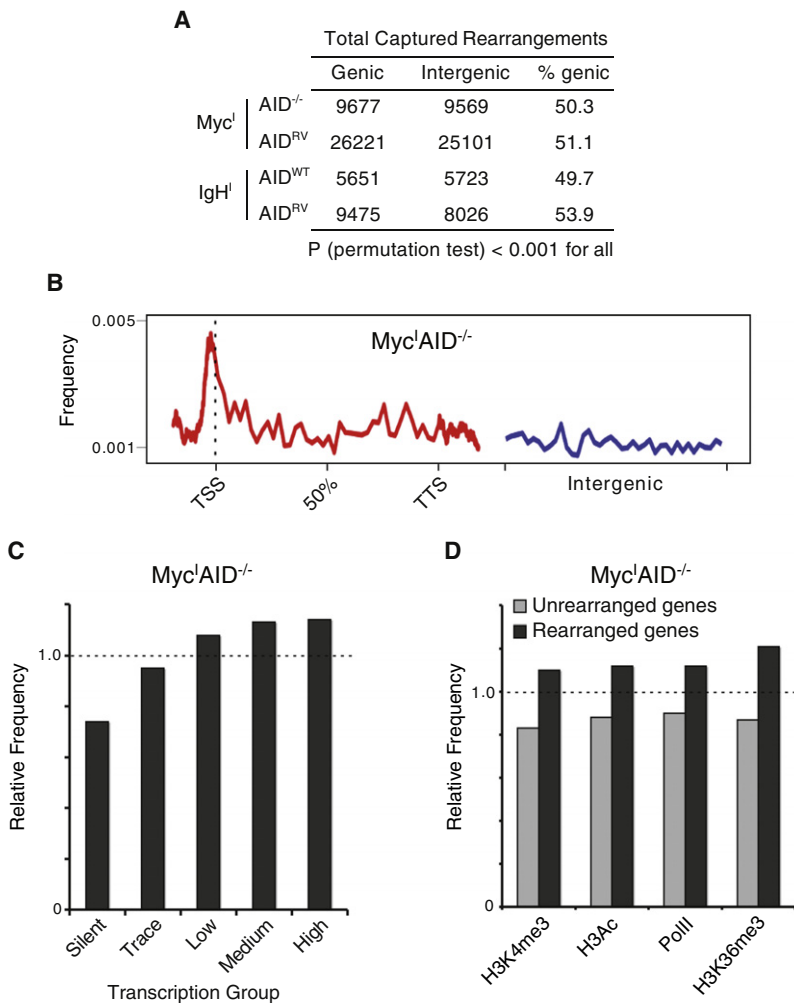 A
Total Captured Rearrangements
Genic Intergenic % genic
Myc^I
AID^-/- 9677 9569 50.3
AID^RV 26221 25101 51.1
IgH^I
AID^WT 5651 5723 49.7
AID^RV 9475 8026 53.9
P (permutation test) < 0.001 for all
B
Myc^IAID^-/-
Frequency
0.005
0.001
TSS 50% TTS Intergenic
C
Myc^IAID^-/-
Relative Frequency
1.0
0
Silent Trace Low Medium High
Transcription Group
D
Myc^IAID^-/-
Unrearranged genes
Rearranged genes
Relative Frequency
1.0
0
H3K4me3 H3Ac PolII H3K36me3